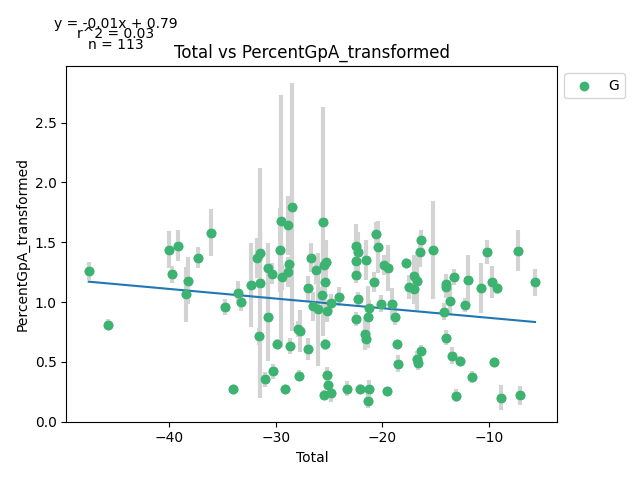 y = -0.01x + 0.79
r^2 = 0.03
n = 113
Total vs PercentGpA_transformed
G
PercentGpA_transformed
2.5
2.0
1.5
1.0
0.5
0.0
−40
−30
−20
−10
Total